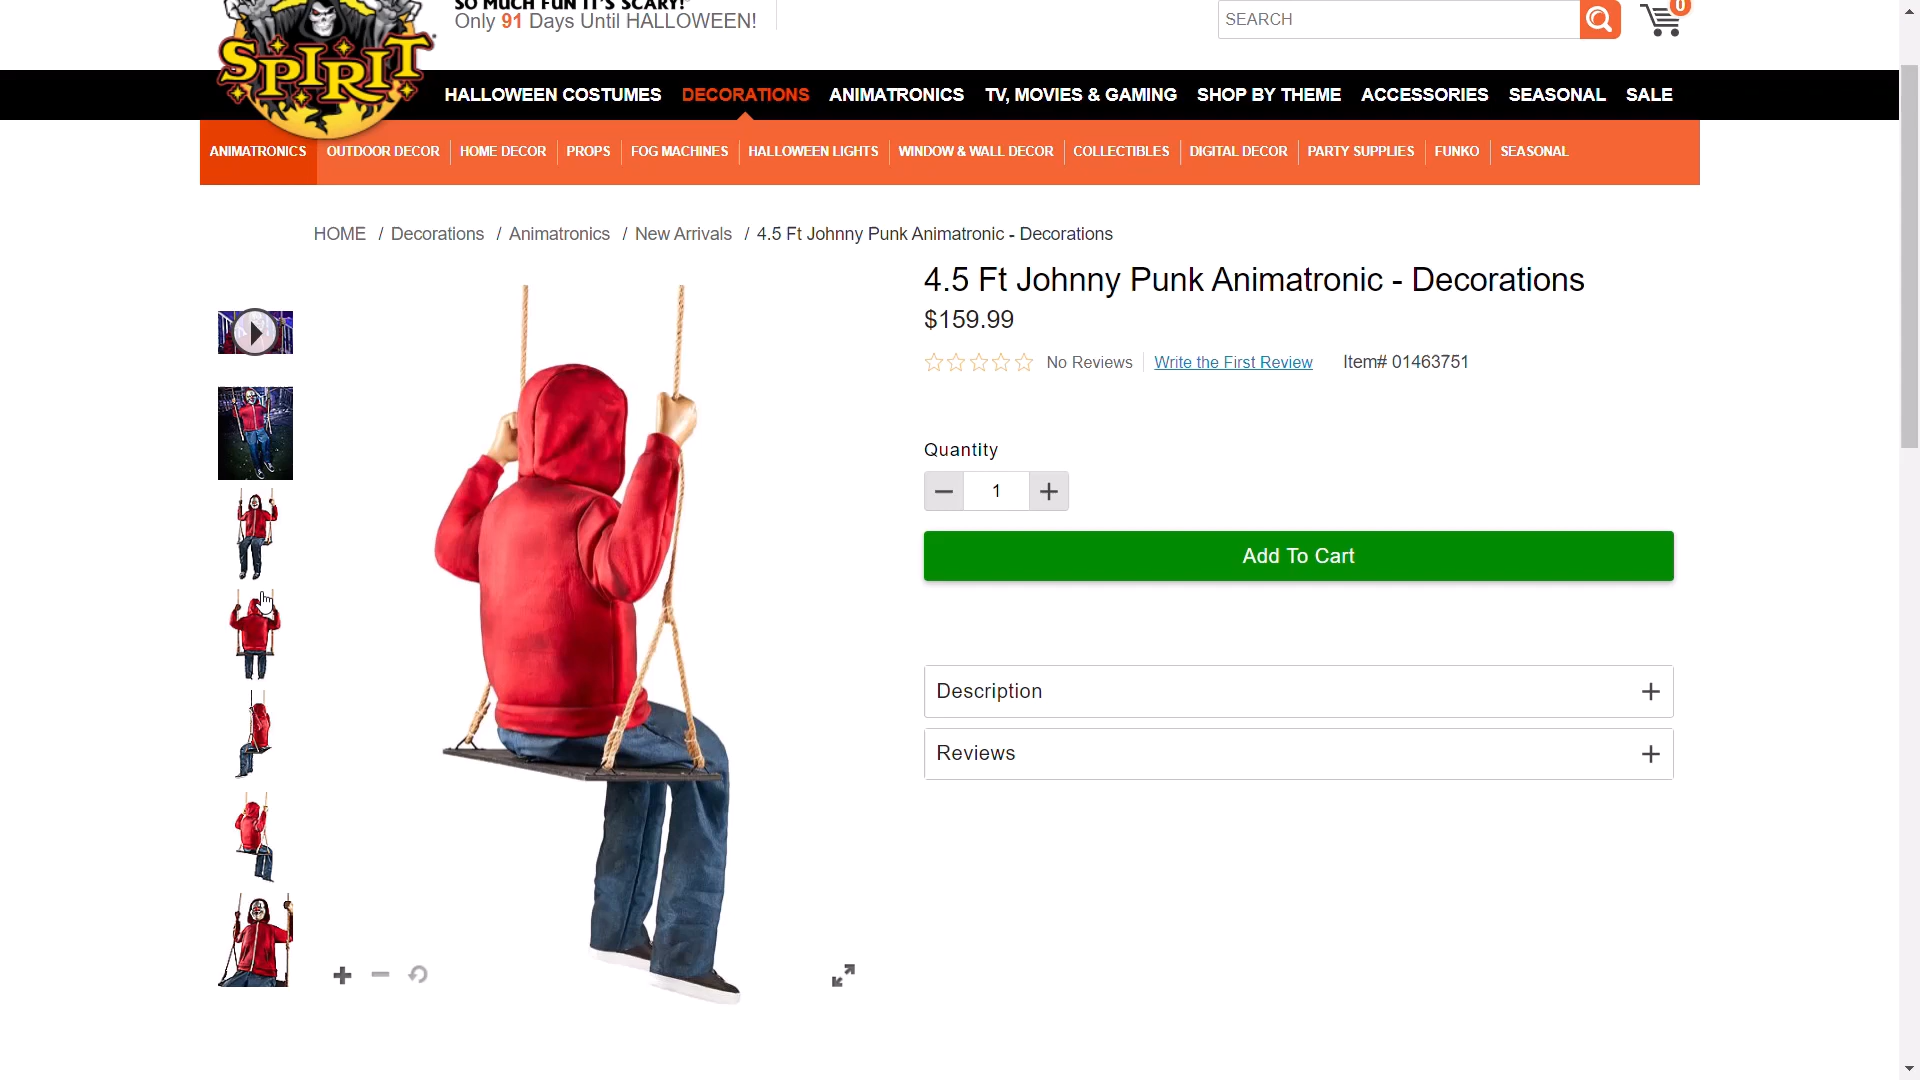 SO MUCH FUN IT'S SCARY!
Only 91 Days Until HALLOWEEN!
SEARCH
0
SPIRIT
HALLOWEEN COSTUMES DECORATIONS ANIMATRONICS TV, MOVIES & GAMING SHOP BY THEME ACCESSORIES SEASONAL SALE
ANIMATRONICS OUTDOOR DECOR HOME DECOR PROPS FOG MACHINES HALLOWEEN LIGHTS WINDOW & WALL DECOR COLLECTIBLES DIGITAL DECOR PARTY SUPPLIES FUNKO SEASONAL
HOME / Decorations / Animatronics / New Arrivals / 4.5 Ft Johnny Punk Animatronic - Decorations
4.5 Ft Johnny Punk Animatronic - Decorations
$159.99
No Reviews Write the First Review Item# 01463751
Quantity
1
Add To Cart
Description
Reviews